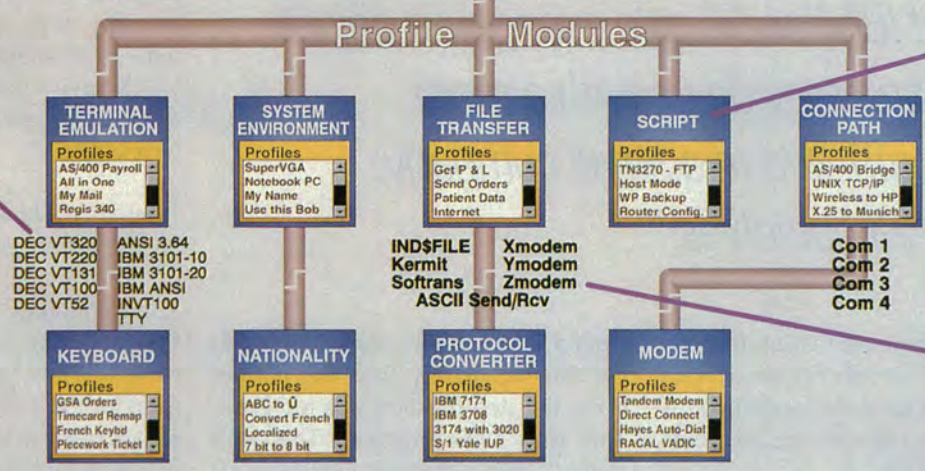 Profile Modules
TERMINAL
EMULATION
Profiles
AS/400 Payroll
All in One
My Mail
Regis 340
SYSTEM
ENVIRONMENT
Profiles
SuperVGA
Notebook PC
My Name
Use this Bob
FILE
TRANSFER
Profiles
Get P & L
Send Orders
Patient Data
Internet
SCRIPT
Profiles
TN3270 - FTP
Host Mode
WP Backup
Router Config.
CONNECTION
PATH
Profiles
AS/400 Bridge
UNIX TCP/IP
Wireless to HP
X.25 to Munich
DEC VT320 ANSI 3.64
DEC VT220 IBM 3101-10
DEC VT131 IBM 3101-20
DEC VT100 IBM ANSI
DEC VT52 INVT100
TTY
IND$FILE Xmodem
Kermit Ymodem
Softrans Zmodem
ASCII Send/Rcv
Com 1
Com 2
Com 3
Com 4
KEYBOARD
Profiles
GSA Orders
Timecard Remap
French Keybd
Piecework Ticket
NATIONALITY
Profiles
ABC to Û
Convert French
Localized
7 bit to 8 bit
PROTOCOL
CONVERTER
Profiles
IBM 7171
IBM 3708
3174 with 3020
S/1 Yale IUP
MODEM
Profiles
Tandem Modem
Direct Connect
Hayes Auto-Dial
RACAL VADIC